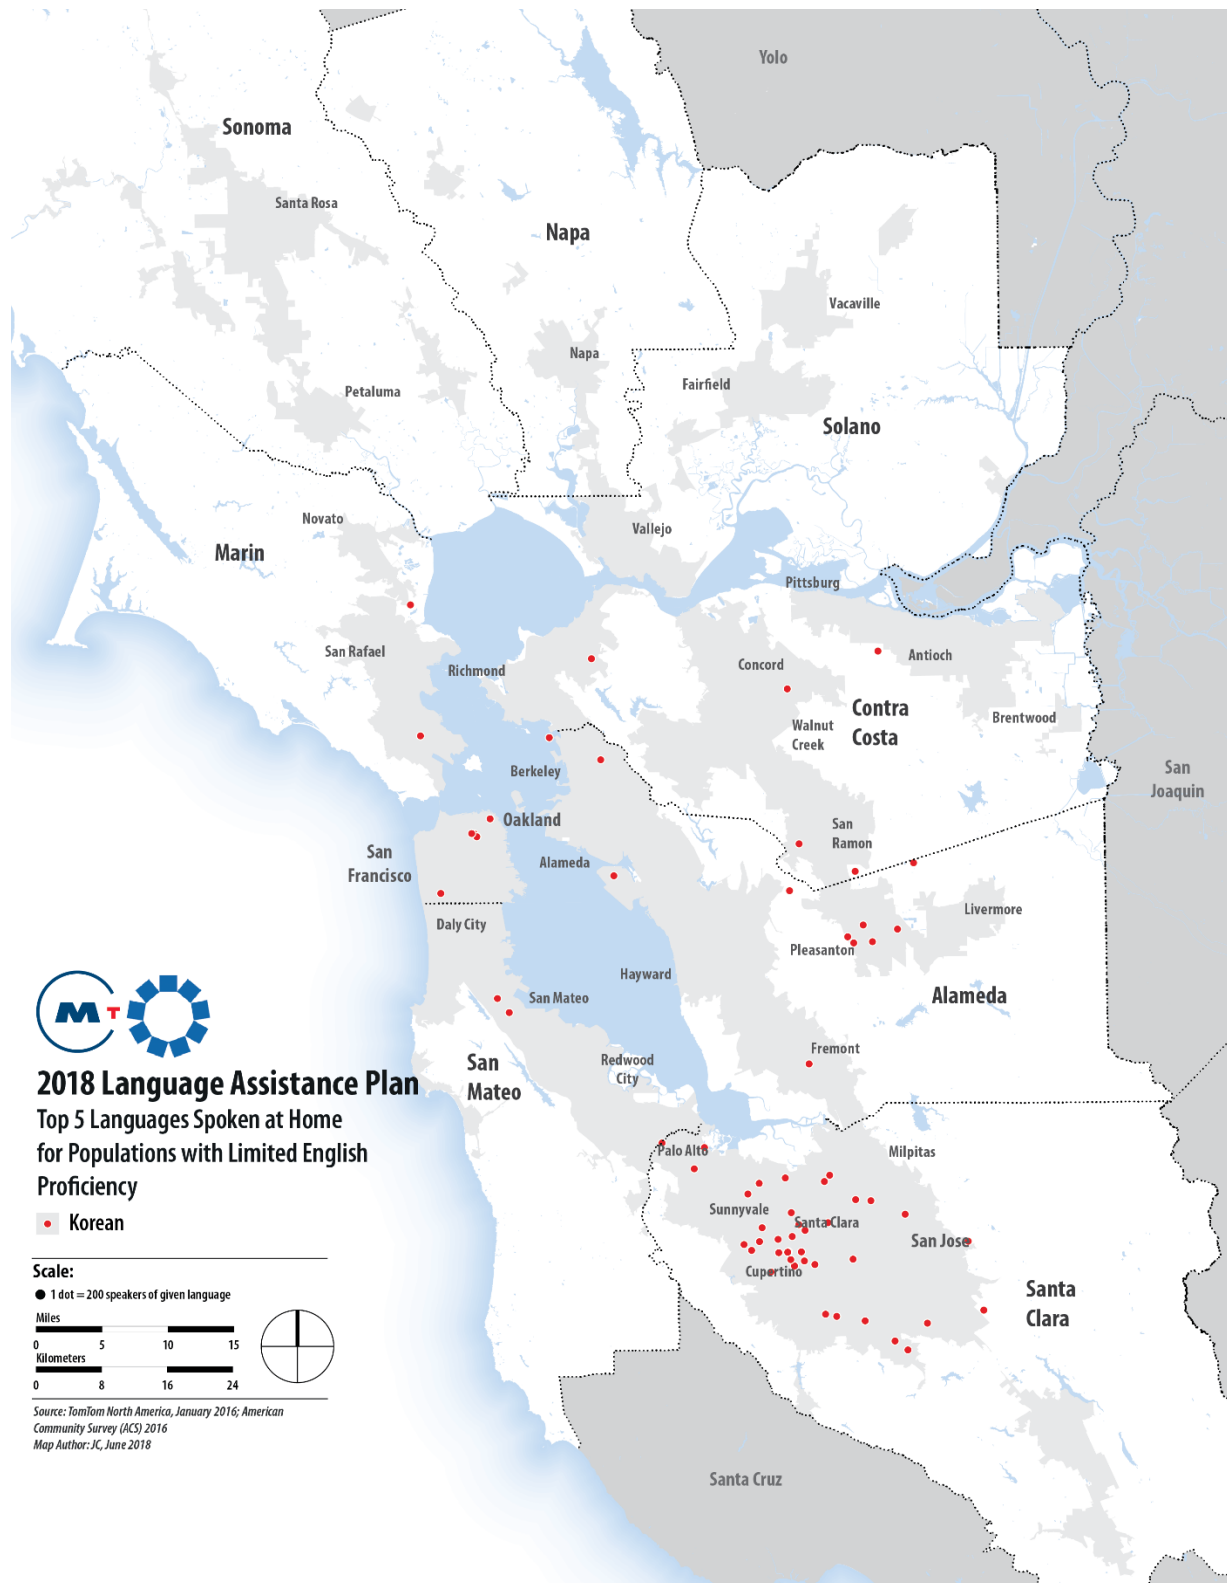 Yolo
Sonoma
Santa Rosa
Napa
Vacaville
Napa
Fairfield
Petaluma
Solano
Novato
Vallejo
Marin
Pittsburg
San Rafael
Richmond
Concord
Antioch
Contra
Costa
Brentwood
Walnut
Creek
Berkeley
San
Joaquin
Oakland
San
Ramon
San
Francisco
Alameda
Livermore
Daly City
Pleasanton
Hayward
San Mateo
Alameda
Fremont
Redwood
City
San
Mateo
M T
2018 Language Assistance Plan
Top 5 Languages Spoken at Home
for Populations with Limited English
Proficiency
Korean
Palo Alto
Milpitas
Sunnyvale
Santa Clara
San Jose
Cupertino
Santa
Clara
Scale:
1 dot = 200 speakers of given language
Miles
0 5 10 15
Kilometers
0 8 16 24
Source: TomTom North America, January 2016; American
Community Survey (ACS) 2016
Map Author: JC, June 2018
Santa Cruz